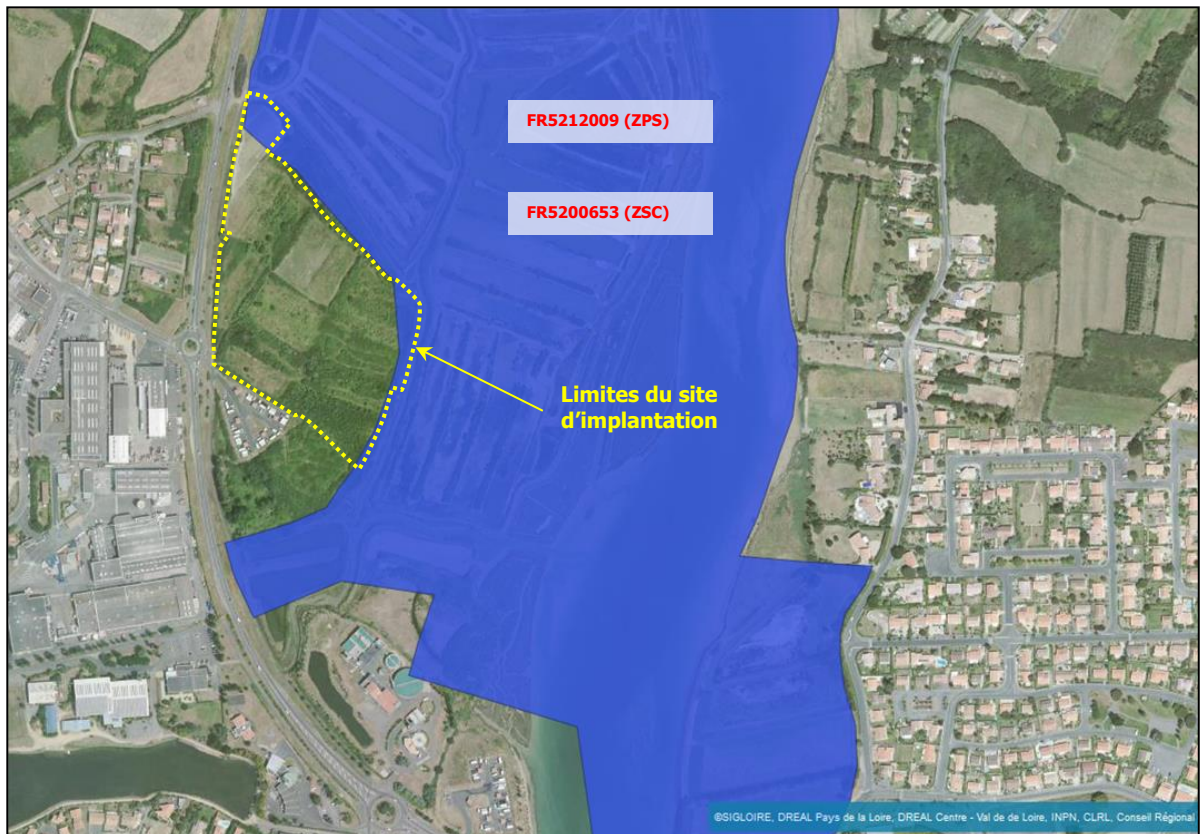 FR5212009 (ZPS)
FR5200653 (ZSC)
Limites du site
d’implantation
©SIGLOIRE, DREAL Pays de la Loire, DREAL Centre - Val de de Loire, INPN, CLRL, Conseil Régional